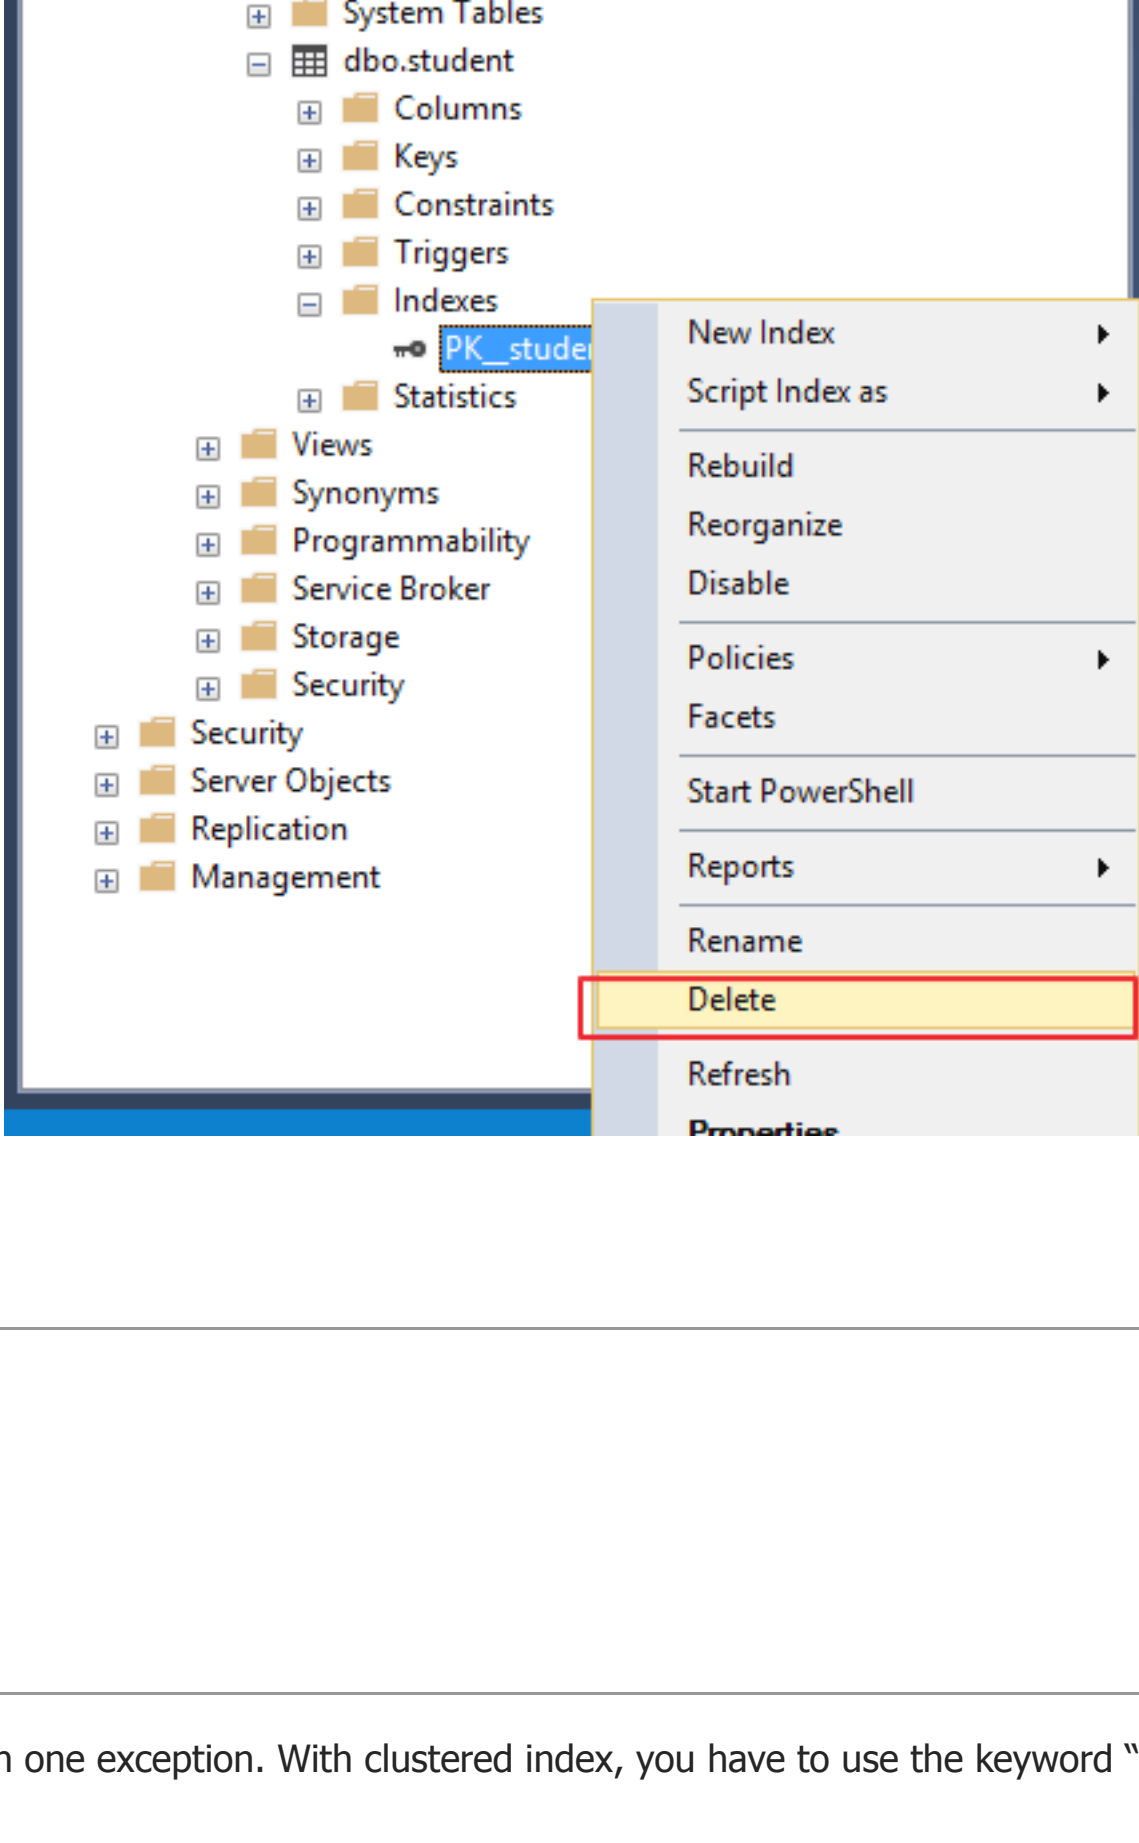 System Tables
dbo.student
Columns
Keys
Constraints
Triggers
Indexes
PK__studen
Statistics
Views
Synonyms
Programmability
Service Broker
Storage
Security
Security
Server Objects
Replication
Management
New Index
Script Index as
Rebuild
Reorganize
Disable
Policies
Facets
Start PowerShell
Reports
Rename
Delete
Refresh
Properties
one exception. With clustered index, you have to use the keyword “